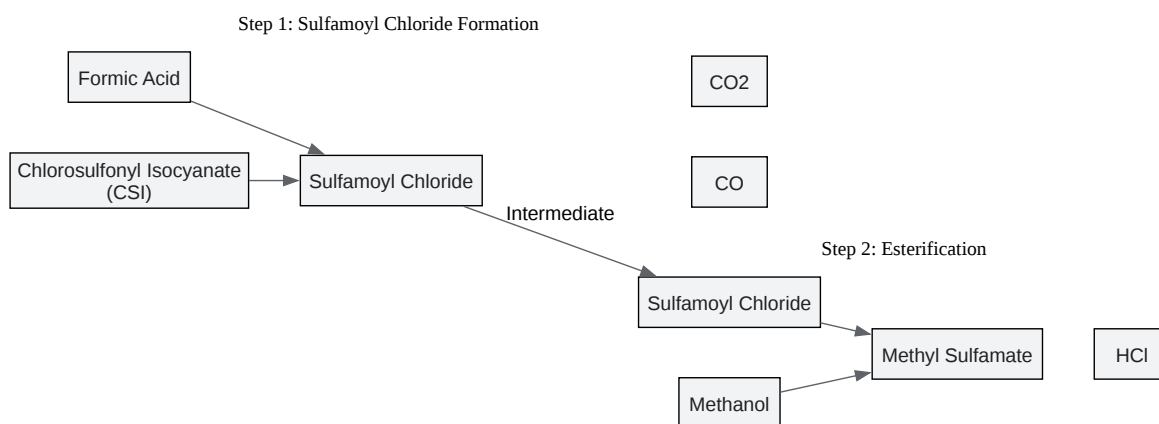 Step 1: Sulfamoyl Chloride Formation
Formic Acid
CO2
Chlorosulfonyl Isocyanate
(CSI)
Sulfamoyl Chloride
CO
Intermediate
Step 2: Esterification
Sulfamoyl Chloride
Methyl Sulfamate
HCl
Methanol